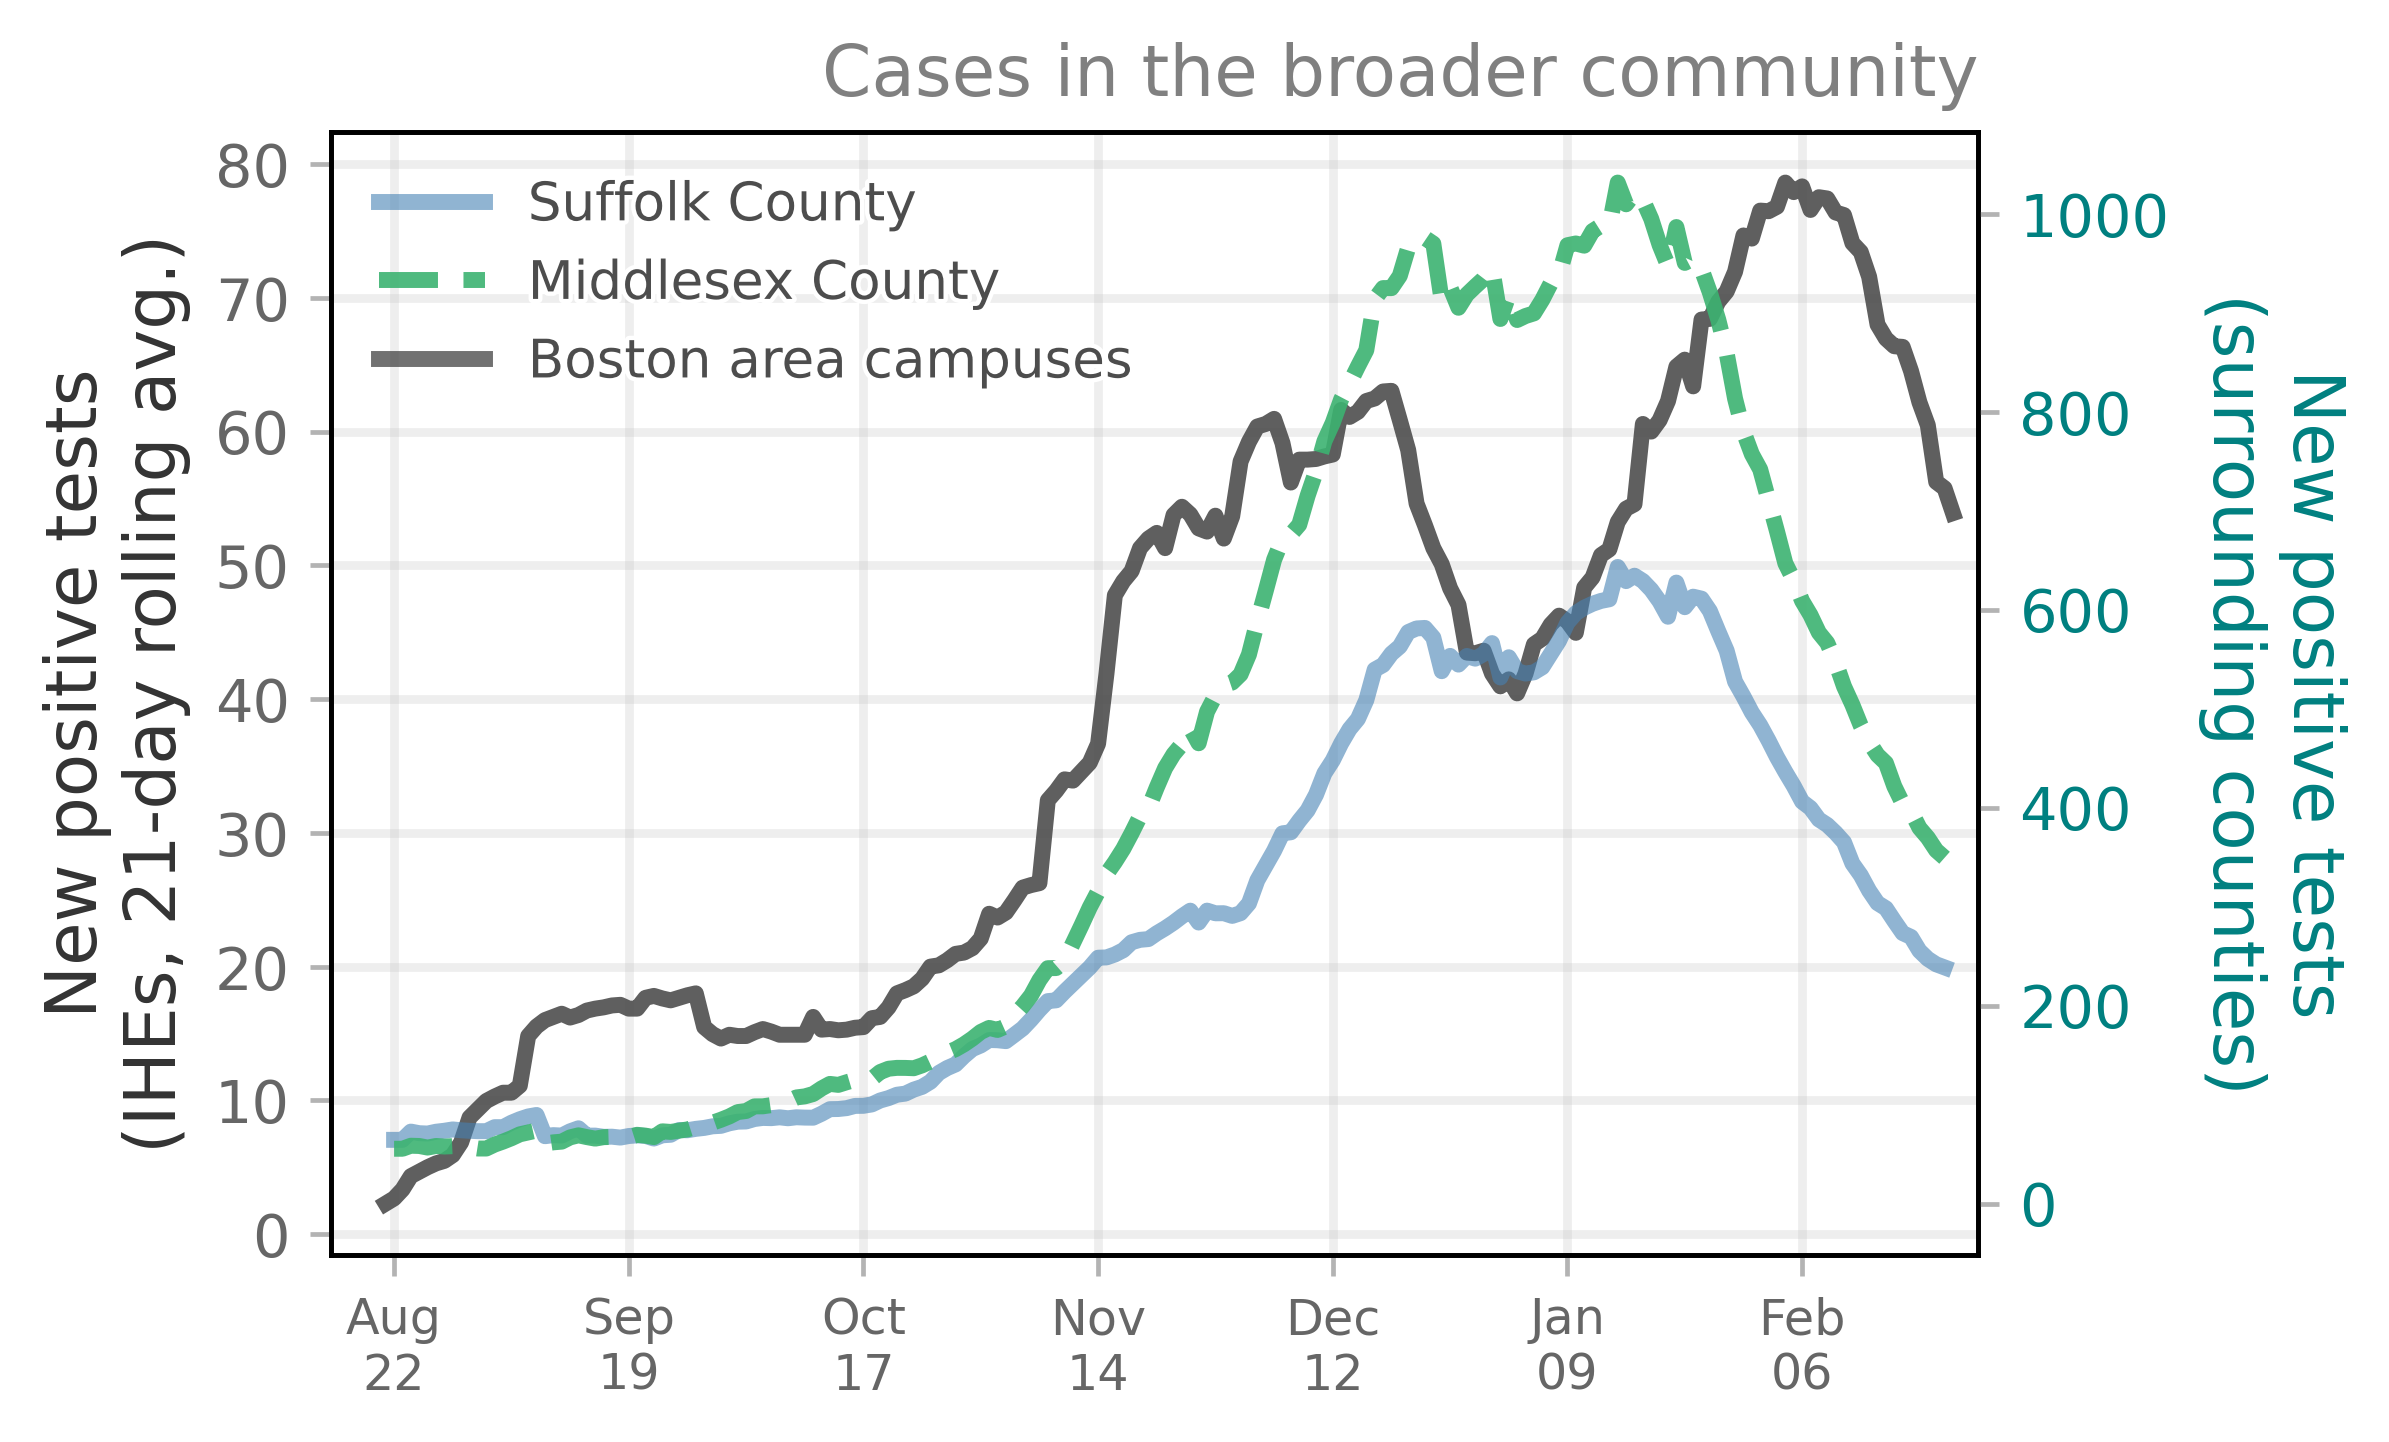 Cases in the broader community
New positive tests
(IHEs, 21-day rolling avg.)
80
70
60
50
40
30
20
10
0
Suffolk County
Middlesex County
Boston area campuses
1000
800
600
400
200
0
New positive tests
(surrounding counties)
Aug
22
Sep
19
Oct
17
Nov
14
Dec
12
Jan
09
Feb
06